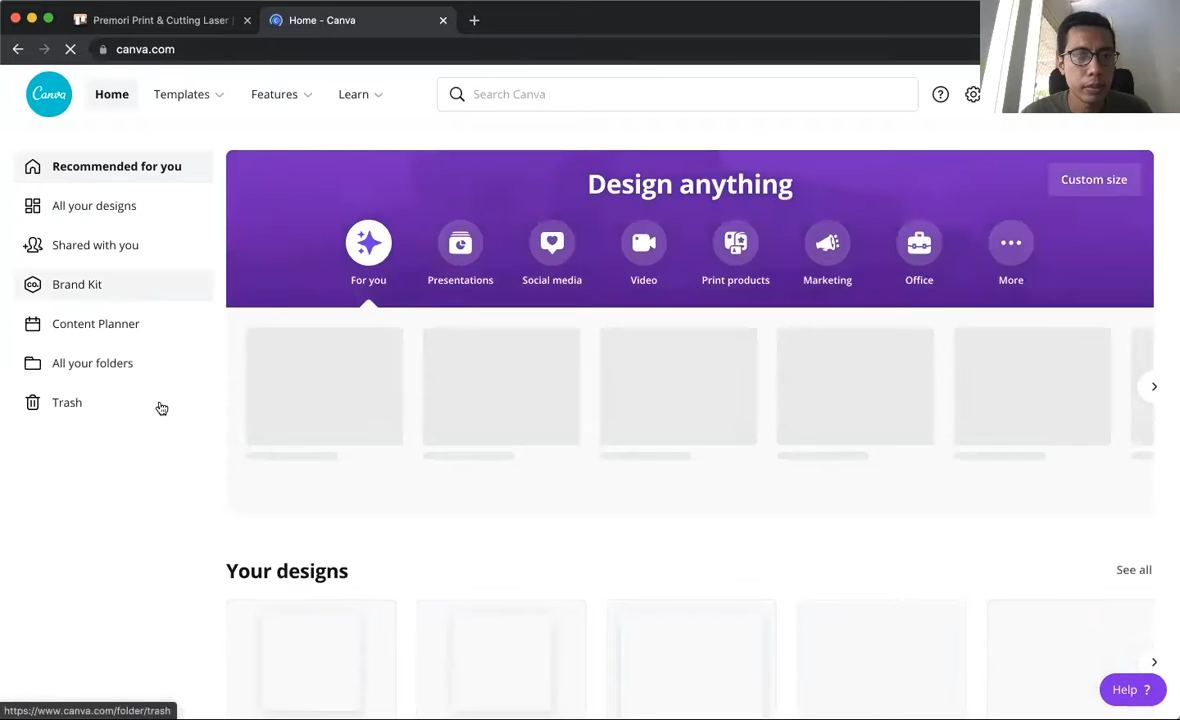 Premori Print & Cutting Laser
Home - Canva
canva.com
Canva
Home
Templates
Features
Learn
Search Canva
Recommended for you
All your designs
Shared with you
CO.
Brand Kit
Content Planner
All your folders
Trash
Design anything
Custom size
For you
Presentations
Social media
Video
Print products
Marketing
Office
More
Your designs
See all
Help ?
https://www.canva.com/folder/trash